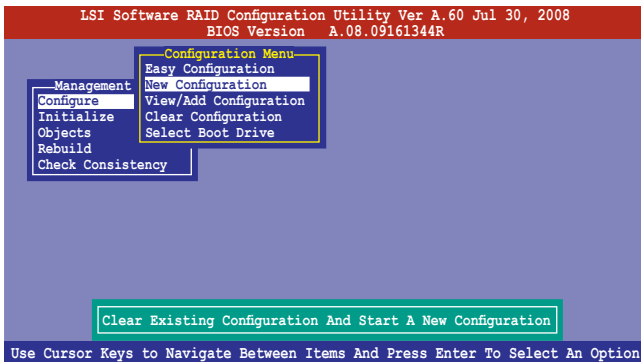 LSI Software RAID Configuration Utility Ver A.60 Jul 30, 2008
BIOS Version A.08.09161344R
Configuration Menu
Easy Configuration
New Configuration
View/Add Configuration
Clear Configuration
Select Boot Drive
Management
Configure
Initialize
Objects
Rebuild
Check Consistency
Clear Existing Configuration And Start A New Configuration
Use Cursor Keys to Navigate Between Items And Press Enter To Select An Option